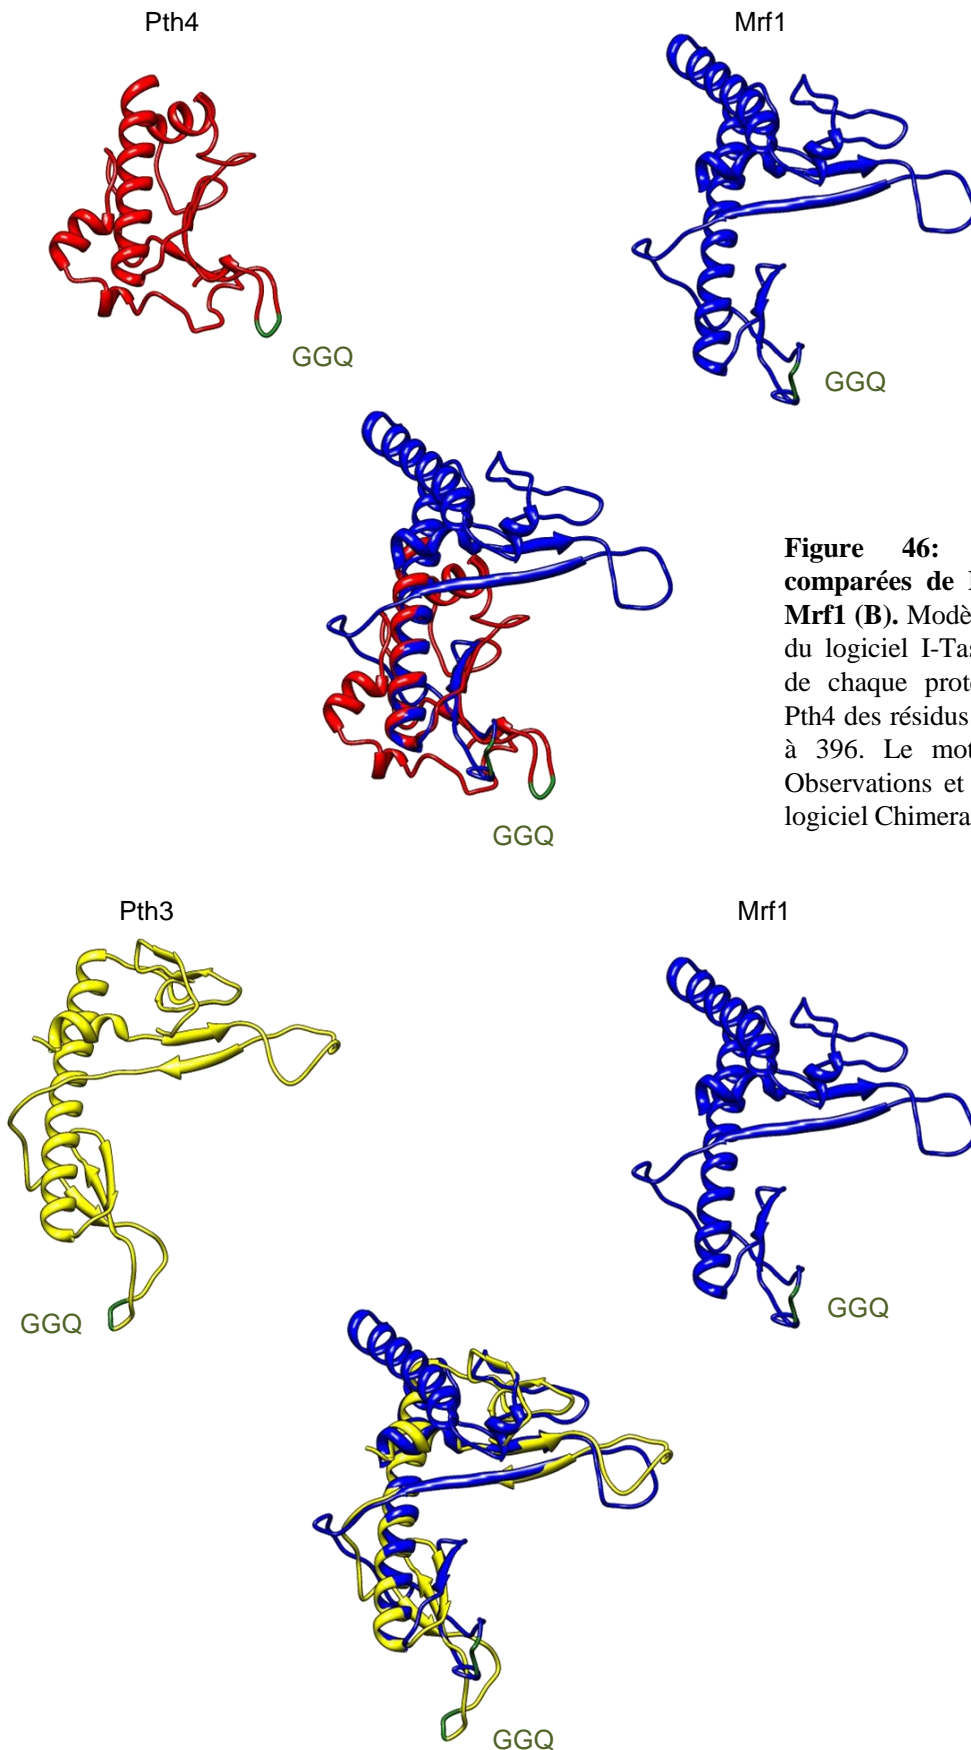 Pth4
Mrf1
GGQ
GGQ
Figure 46:
comparées de
Mrf1 (B). Modè
du logiciel I-Tas
de chaque proté
Pth4 des résidus
à 396. Le mot
Observations et
logiciel Chimera
GGQ
Pth3
Mrf1
GGQ
GGQ
GGQ